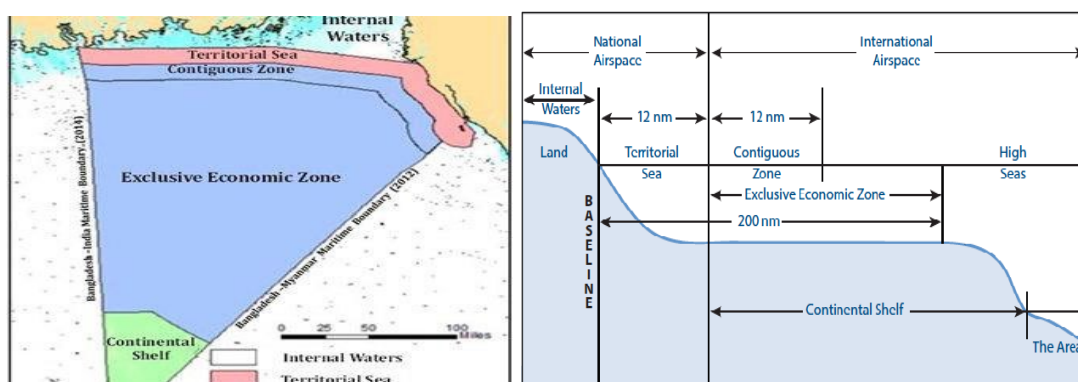 Internal
Waters
Territorial Sea
Contiguous Zone
Exclusive Economic Zone
Bangladesh-India Maritime Boundary (2014)
Bangladesh-Myanmar Maritime Boundary (2012)
Continental
Shelf
0 25 50 100
Miles
Internal Waters
Territorial Sea
National
Airspace
International
Airspace
Internal
Waters
12 nm
12 nm
Land
Territorial
Sea
Contiguous
Zone
High
Seas
Exclusive Economic Zone
200 nm
BASELINE
Continental Shelf
The Area